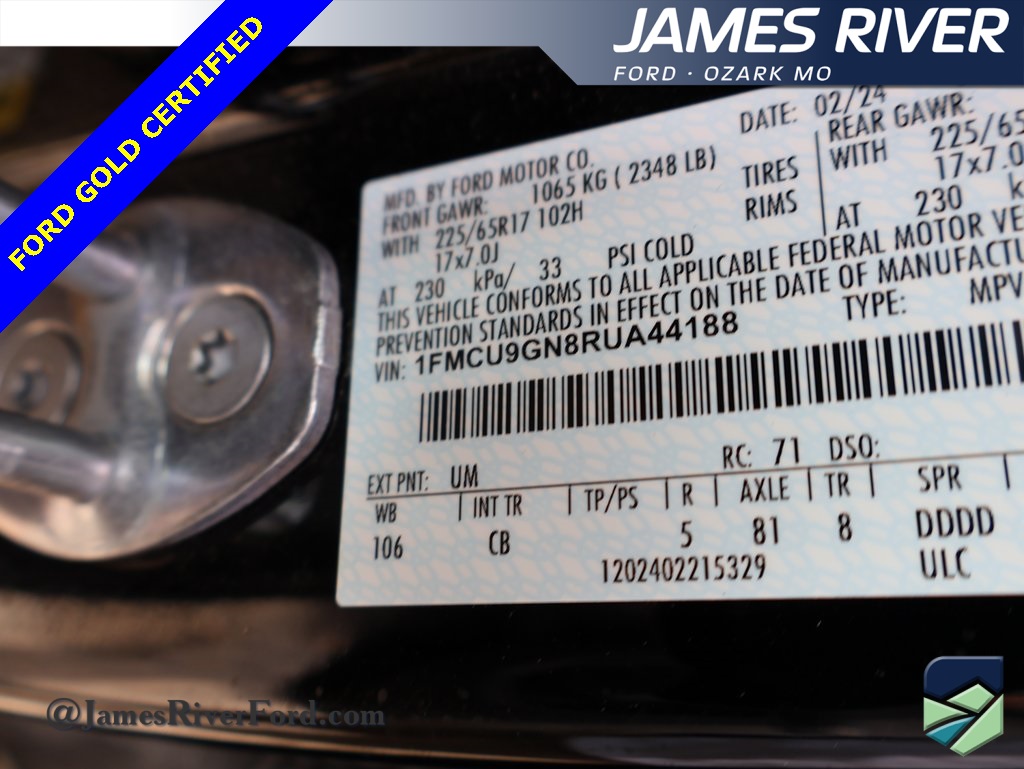 FORD GOLD CERTIFIED
JAMES RIVER
FORD · OZARK MO
MFD. BY FORD MOTOR CO.
DATE: 02/24
FRONT GAWR: 1065 KG ( 2348 LB)
REAR GAWR:
WITH 225/65R17 102H TIRES
WITH 225/65
17x7.0J RIMS
17x7.0
AT 230 kPa/ 33 PSI COLD
AT 230 k
THIS VEHICLE CONFORMS TO ALL APPLICABLE FEDERAL MOTOR VE
PREVENTION STANDARDS IN EFFECT ON THE DATE OF MANUFACTU
VIN: 1FMCU9GN8RUA44188
TYPE: MPV
EXT PNT: UM RC: 71 DSO:
WB | INT TR | TP/PS | R | AXLE | TR | SPR |
106 CB 5 81 8 DDDD
1202402215329 ULC
@JamesRiverFord.com